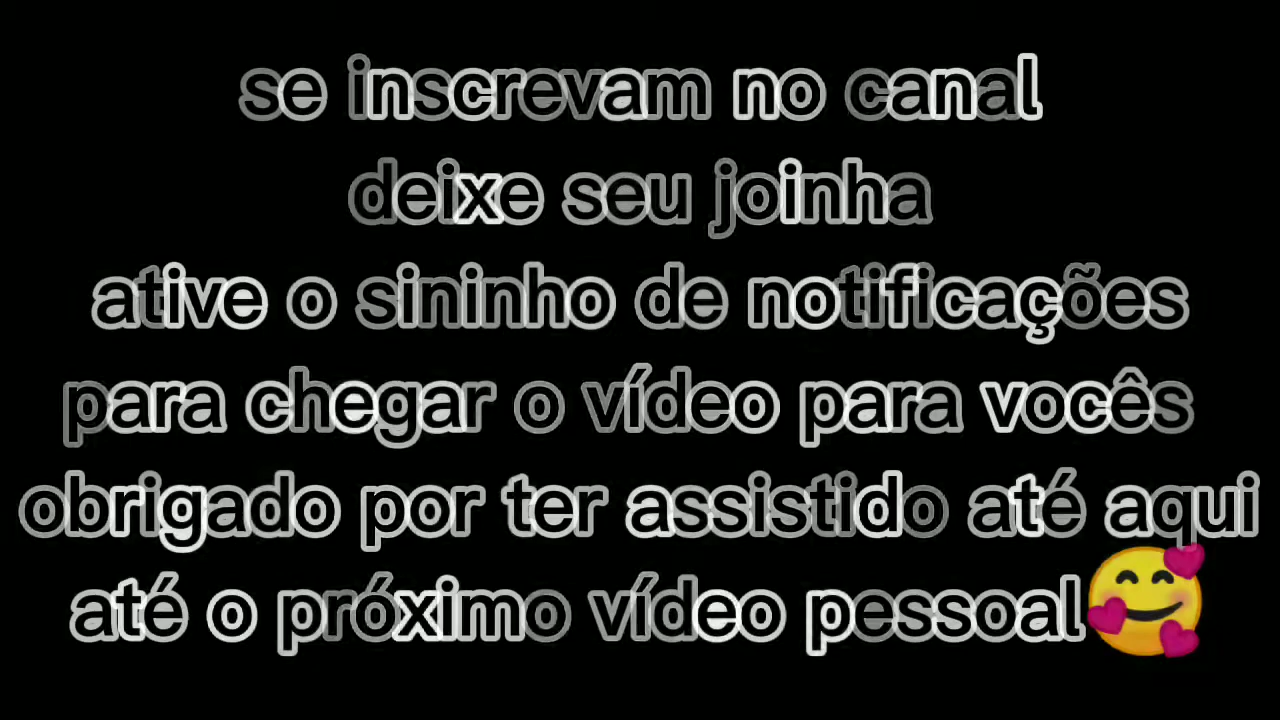 se inscrevam no canal
deixe seu joinha
ative o sininho de notificações
para chegar o vídeo para vocês
obrigado por ter assistido até aqui
até o próximo vídeo pessoal🥰